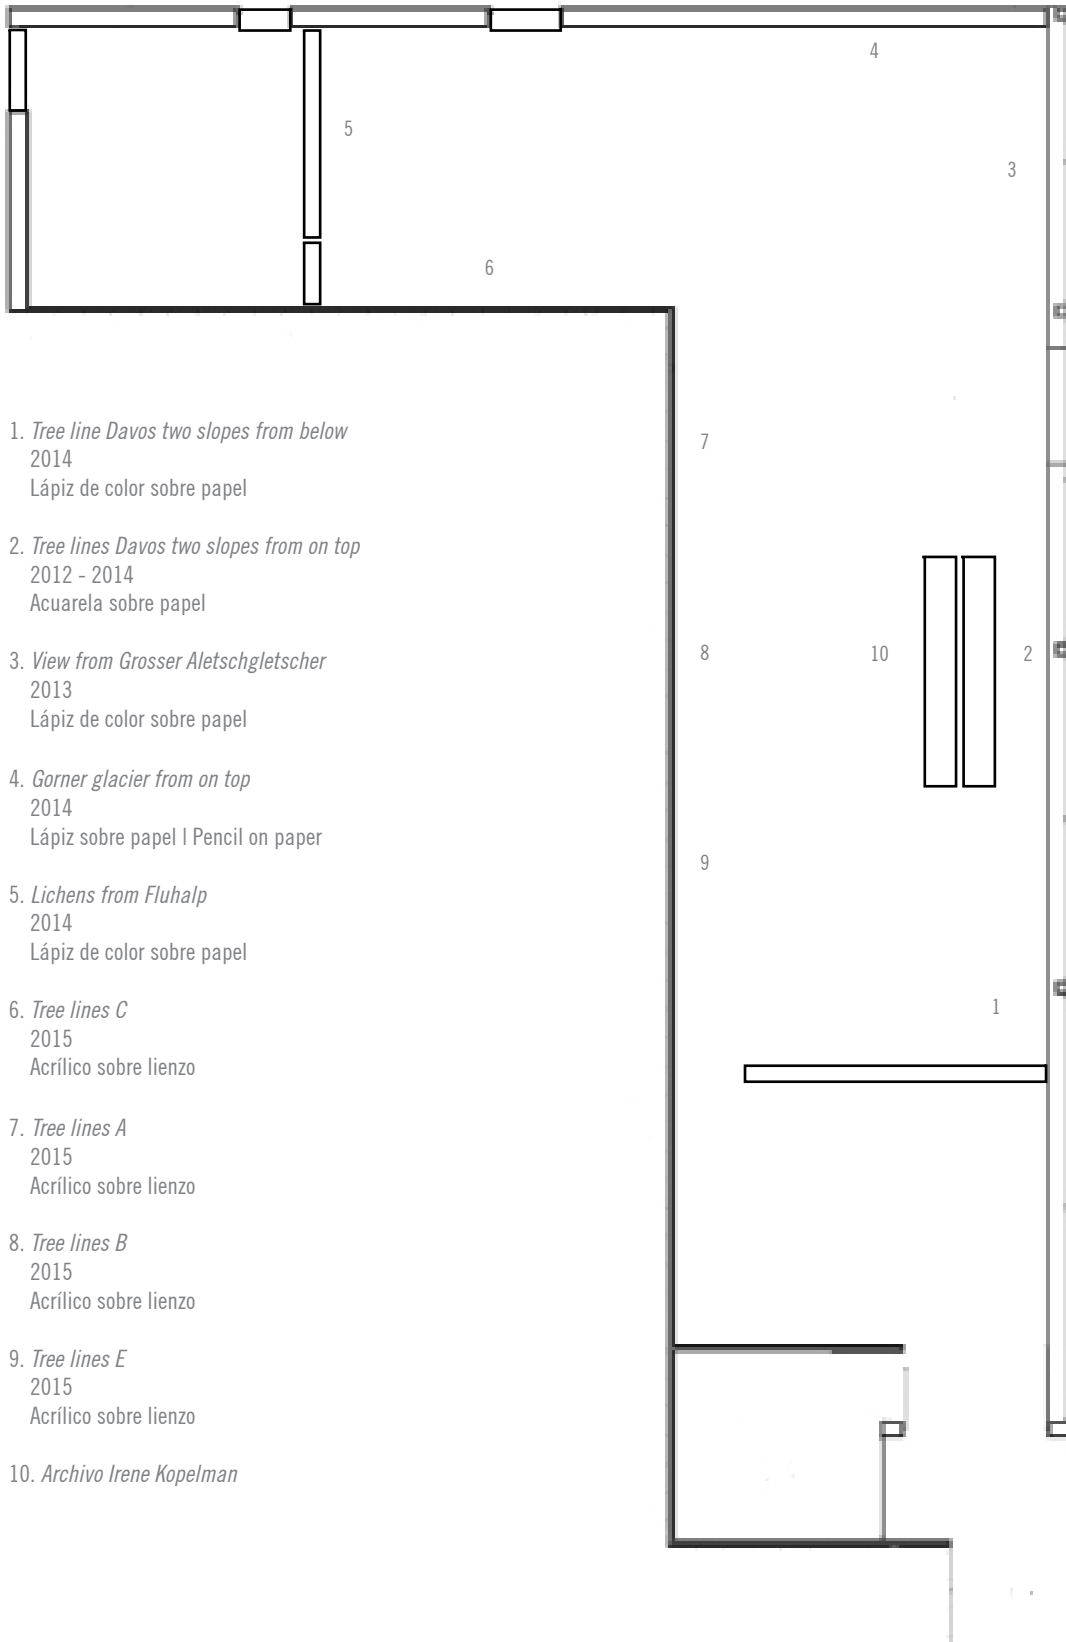 4
5
3
6
1. Tree line Davos two slopes from below
2014
Lápiz de color sobre papel
7
2. Tree lines Davos two slopes from on top
2012 - 2014
Acuarela sobre papel
3. View from Grosser Aletschgletscher
2013
Lápiz de color sobre papel
8
10
2
4. Gorner glacier from on top
2014
Lápiz sobre papel | Pencil on paper
9
5. Lichens from Fluhalp
2014
Lápiz de color sobre papel
1
6. Tree lines C
2015
Acrílico sobre lienzo
7. Tree lines A
2015
Acrílico sobre lienzo
8. Tree lines B
2015
Acrílico sobre lienzo
9. Tree lines E
2015
Acrílico sobre lienzo
10. Archivo Irene Kopelman